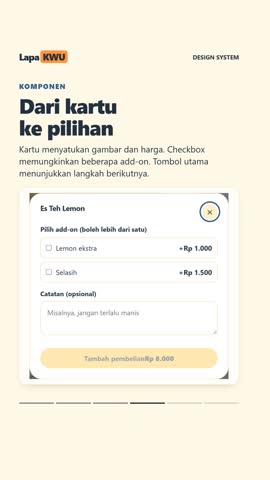 Lapa KWU
DESIGN SYSTEM
KOMPONEN
Dari kartu
ke pilihan
Kartu menyatukan gambar dan harga. Checkbox
memungkinkan beberapa add-on. Tombol utama
menunjukkan langkah berikutnya.
Es Teh Lemon
×
Pilih add-on (boleh lebih dari satu)
Lemon ekstra +Rp 1.000
Selasih +Rp 1.500
Catatan (opsional)
Misalnya, jangan terlalu manis
Tambah pembelianRp 8.000